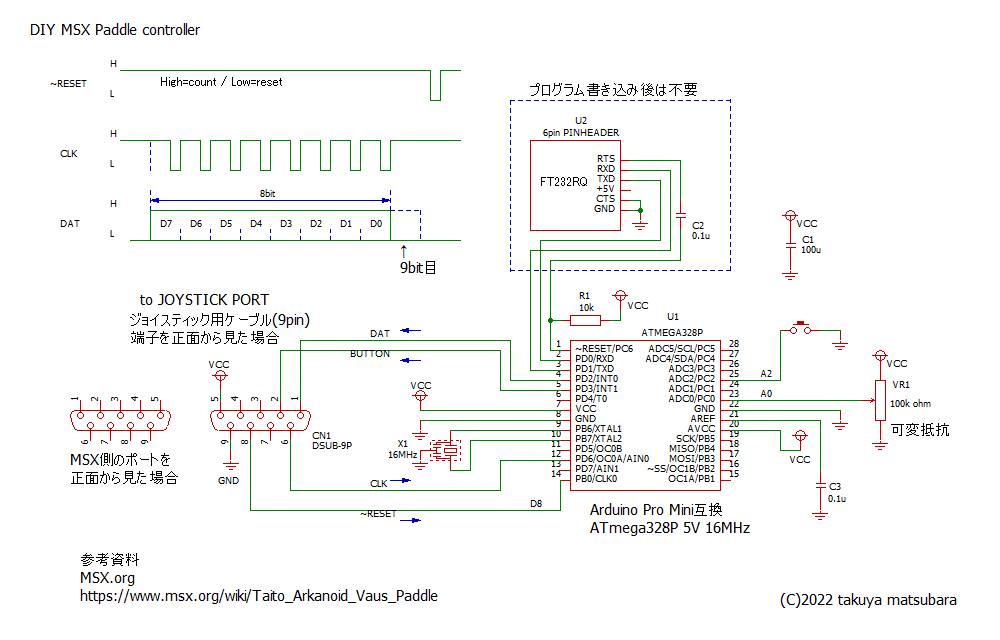 DIY MSX Paddle controller
~RESET
H
L
High=count / Low=reset
CLK
H
L
8bit
DAT
H
L
D7 D6 D5 D4 D3 D2 D1 D0
↑
9bit目
プログラム書き込み後は不要
U2
6pin PINHEADER
FT232RQ
RTS
RXD
TXD
+5V
CTS
GND
C2
0.1u
VCC
C1
100u
to JOYSTICK PORT
ジョイスティック用ケーブル(9pin)
端子を正面から見た場合
DAT
BUTTON
VCC
5 4 3 2 1
9 8 7 6
CN1
DSUB-9P
GND
1 2 3 4 5
6 7 8 9
MSX側のポートを
正面から見た場合
VCC
X1
16MHz
CLK
~RESET
D8
R1
10k
VCC
U1
ATMEGA328P
1 ~RESET/PC6 ADC5/SCL/PC5 28
2 PD0/RXD ADC4/SDA/PC4 27
3 PD1/TXD ADC3/PC3 26
4 PD2/INT0 ADC2/PC2 25
5 PD3/INT1 ADC1/PC1 24
6 PD4/T0 ADC0/PC0 23
7 VCC GND 22
8 GND AREF 21
9 PB6/XTAL1 AVCC 20
10 PB7/XTAL2 SCK/PB5 19
11 PD5/OC0B MISO/PB4 18
12 PD6/OC0A/AIN0 MOSI/PB3 17
13 PD7/AIN1 ~SS/OC1B/PB2 16
14 PB0/CLK0 OC1A/PB1 15
A2
A0
VCC
VR1
100k ohm
可変抵抗
VCC
C3
0.1u
Arduino Pro Mini互換
ATmega328P 5V 16MHz
参考資料
MSX.org
https://www.msx.org/wiki/Taito_Arkanoid_Vaus_Paddle
(C)2022 takuya matsubara